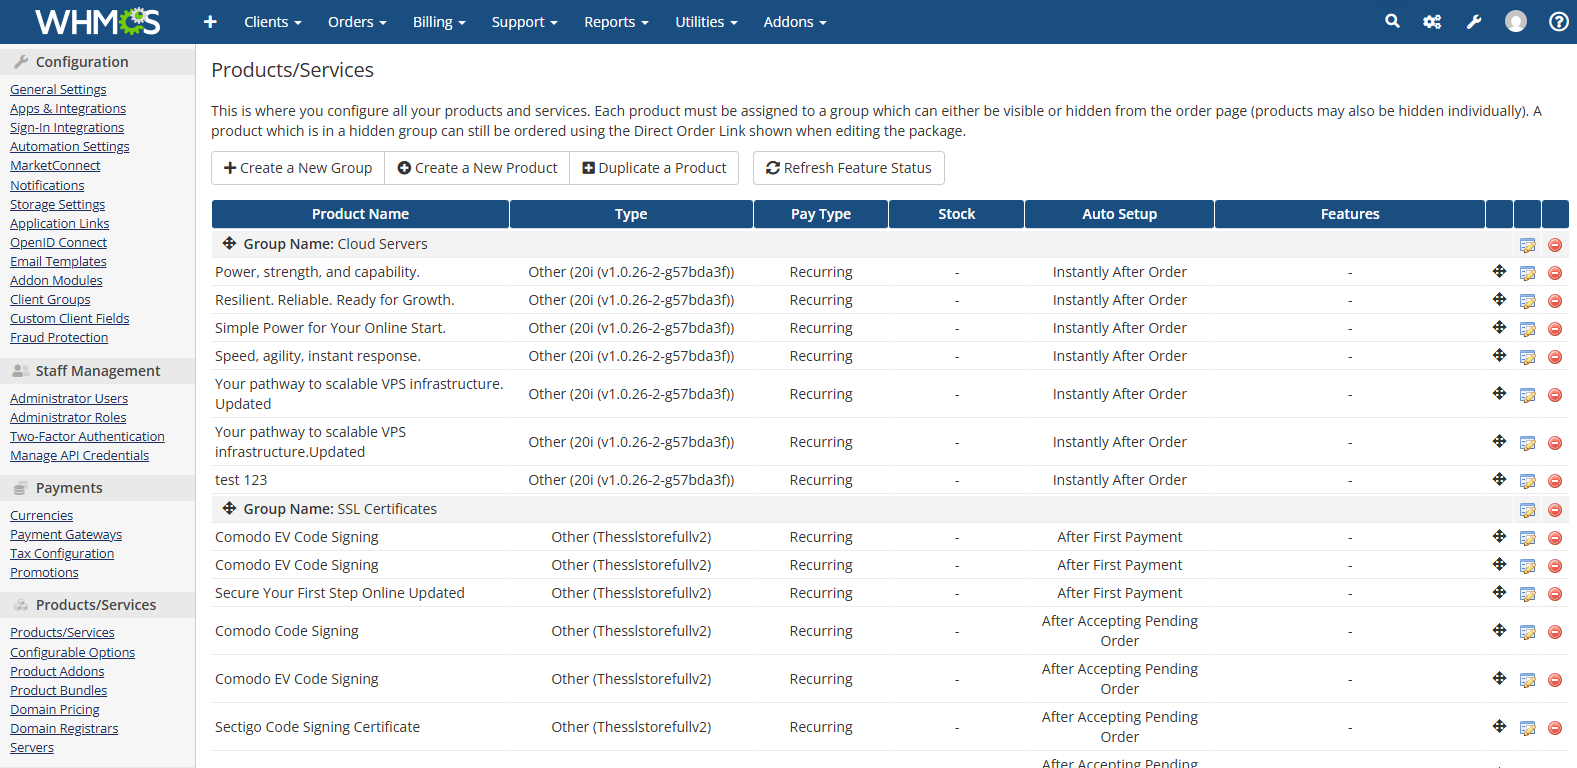 WHMCS
Clients
Orders
Billing
Support
Reports
Utilities
Addons
Configuration
General Settings
Apps & Integrations
Sign-In Integrations
Automation Settings
MarketConnect
Notifications
Storage Settings
Application Links
OpenID Connect
Email Templates
Addon Modules
Client Groups
Custom Client Fields
Fraud Protection
Staff Management
Administrator Users
Administrator Roles
Two-Factor Authentication
Manage API Credentials
Payments
Currencies
Payment Gateways
Tax Configuration
Promotions
Products/Services
Products/Services
Configurable Options
Product Addons
Product Bundles
Domain Pricing
Domain Registrars
Servers
Products/Services
This is where you configure all your products and services. Each product must be assigned to a group which can either be visible or hidden from the order page (products may also be hidden individually). A
product which is in a hidden group can still be ordered using the Direct Order Link shown when editing the package.
Create a New Group Create a New Product Duplicate a Product Refresh Feature Status
Product Name Type Pay Type Stock Auto Setup Features
Group Name: Cloud Servers
Power, strength, and capability. Other (20i (v1.0.26-2-g57bda3f)) Recurring - Instantly After Order -
Resilient. Reliable. Ready for Growth. Other (20i (v1.0.26-2-g57bda3f)) Recurring - Instantly After Order -
Simple Power for Your Online Start. Other (20i (v1.0.26-2-g57bda3f)) Recurring - Instantly After Order -
Speed, agility, instant response. Other (20i (v1.0.26-2-g57bda3f)) Recurring - Instantly After Order -
Your pathway to scalable VPS infrastructure.
Updated Other (20i (v1.0.26-2-g57bda3f)) Recurring - Instantly After Order -
Your pathway to scalable VPS
infrastructure.Updated Other (20i (v1.0.26-2-g57bda3f)) Recurring - Instantly After Order -
test 123 Other (20i (v1.0.26-2-g57bda3f)) Recurring - Instantly After Order -
Group Name: SSL Certificates
Comodo EV Code Signing Other (Thesslstorefullv2) Recurring - After First Payment -
Comodo EV Code Signing Other (Thesslstorefullv2) Recurring - After First Payment -
Secure Your First Step Online Updated Other (Thesslstorefullv2) Recurring - After First Payment -
Comodo Code Signing Other (Thesslstorefullv2) Recurring - After Accepting Pending
Order -
Comodo EV Code Signing Other (Thesslstorefullv2) Recurring - After Accepting Pending
Order -
Sectigo Code Signing Certificate Other (Thesslstorefullv2) Recurring - After Accepting Pending
Order -
After Accepting Pending